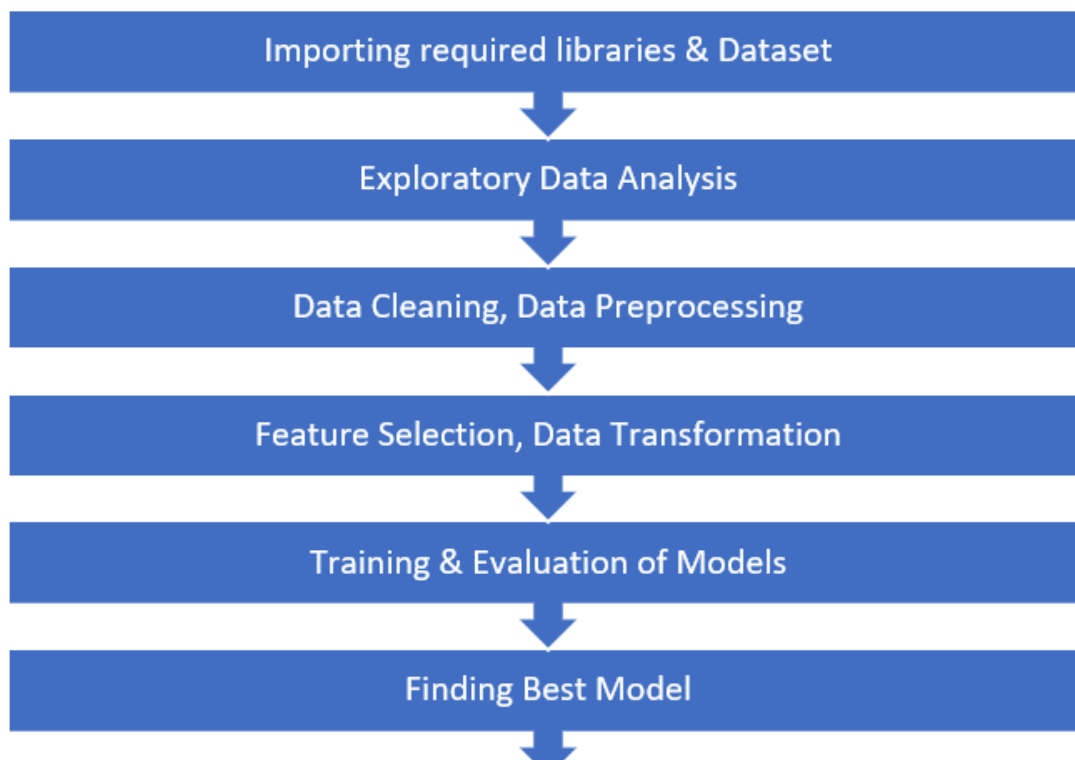 Importing required libraries & Dataset
Exploratory Data Analysis
Data Cleaning, Data Preprocessing
Feature Selection, Data Transformation
Training & Evaluation of Models
Finding Best Model